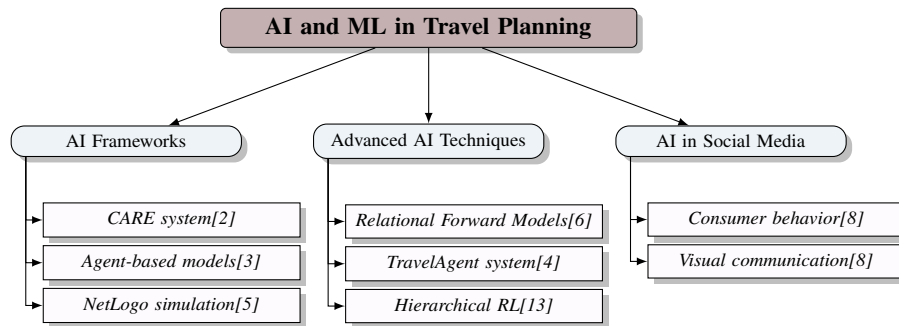 AI and ML in Travel Planning
AI Frameworks
CARE system[2]
Agent-based models[3]
NetLogo simulation[5]
Advanced AI Techniques
Relational Forward Models[6]
TravelAgent system[4]
Hierarchical RL[13]
AI in Social Media
Consumer behavior[8]
Visual communication[8]